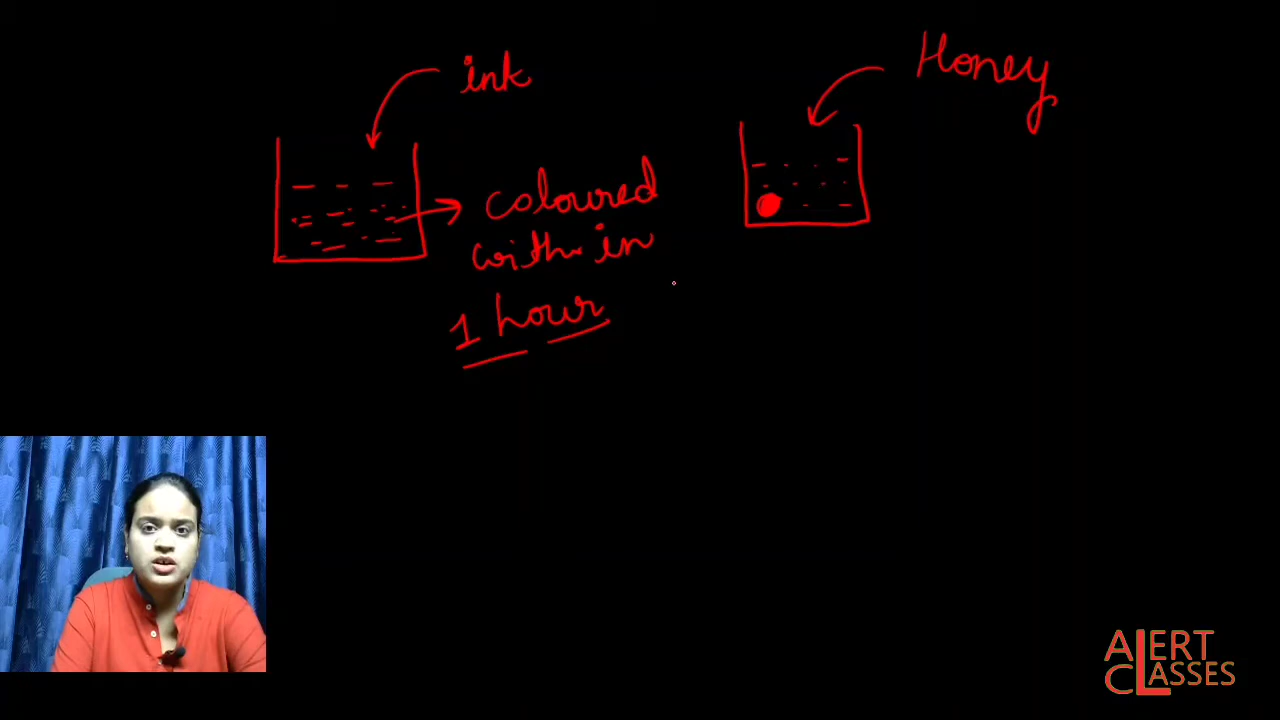 ink
Honey
coloured
with in
1 hour
ALERT
CLASSES